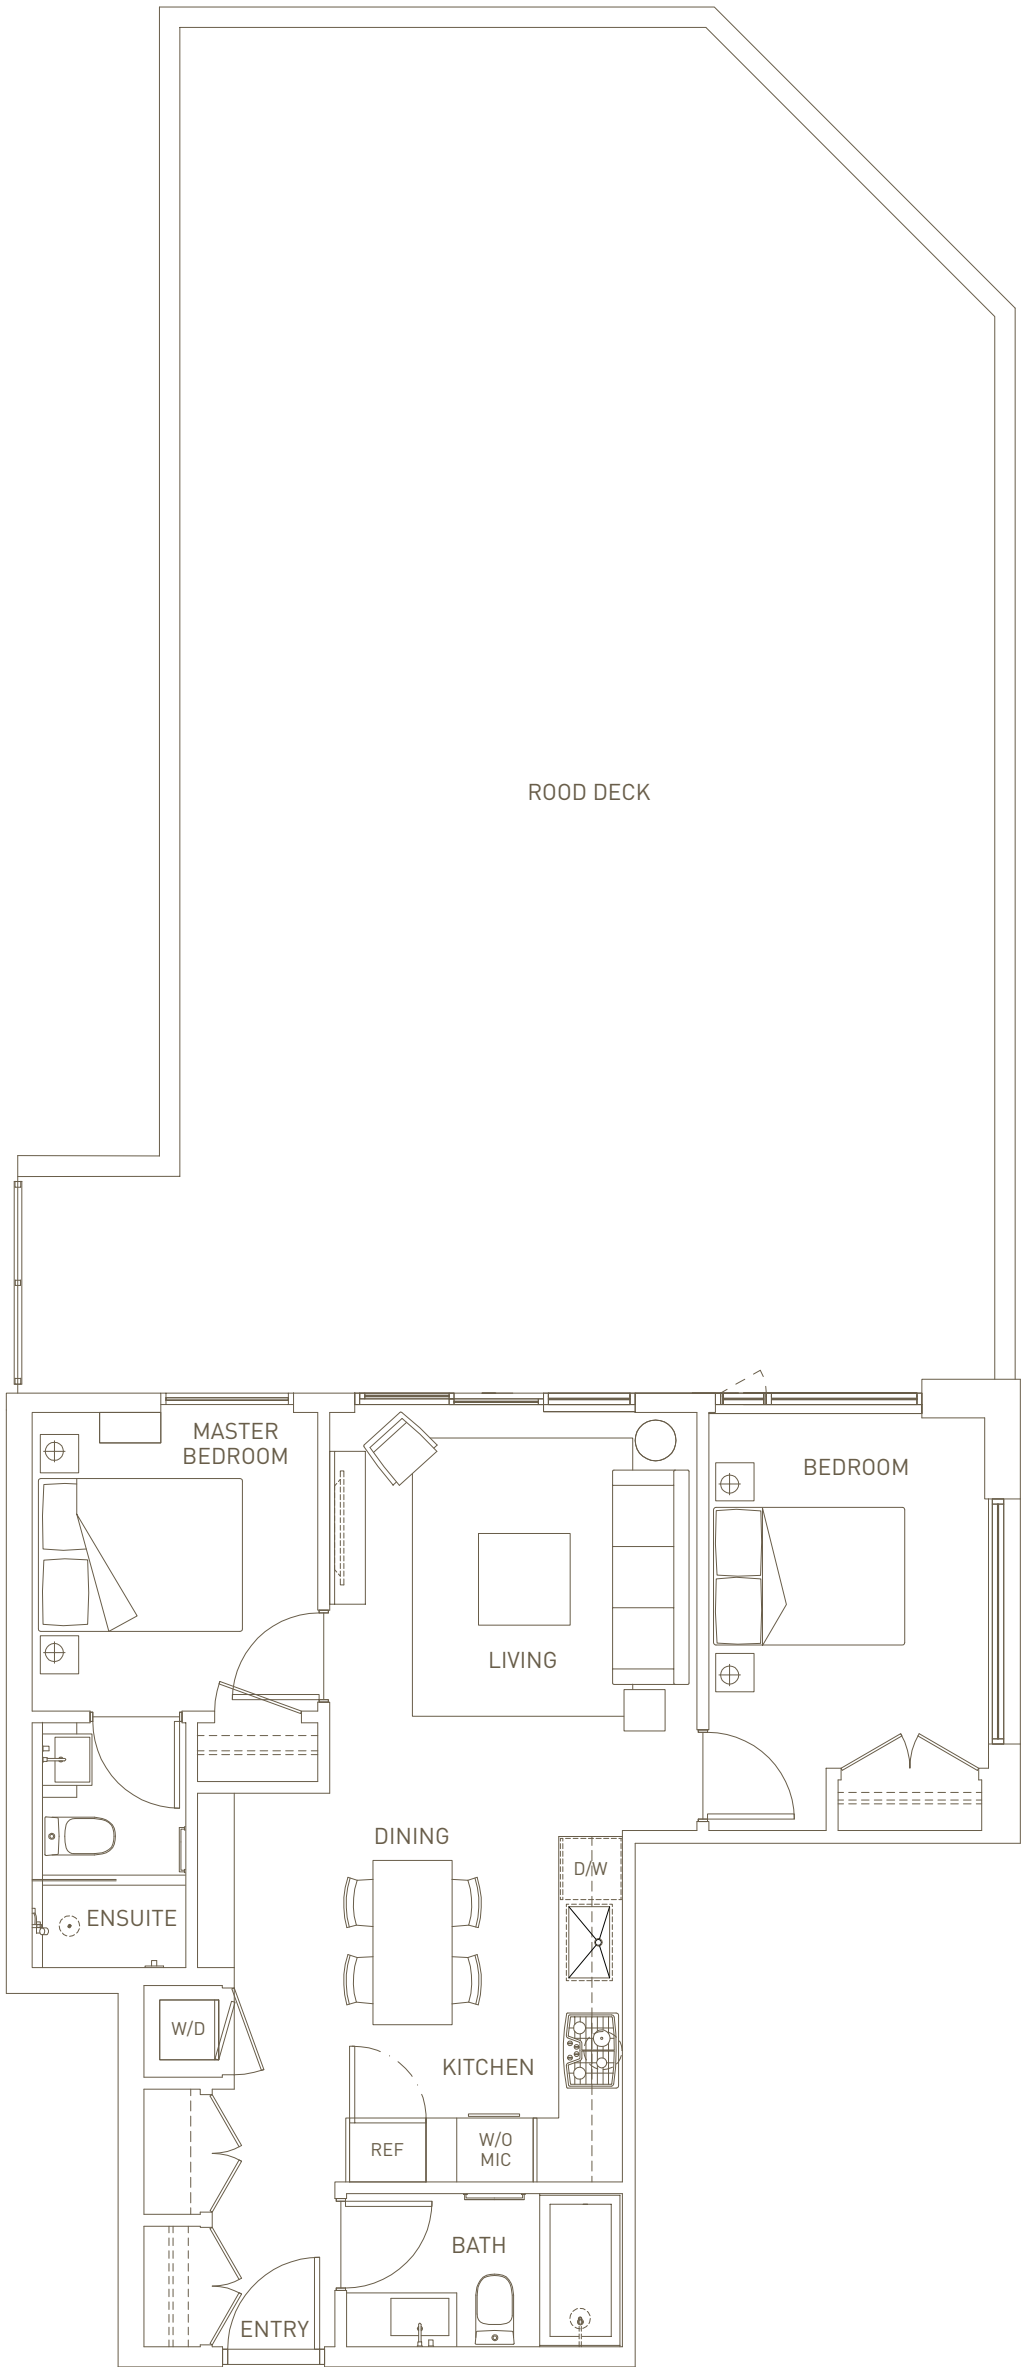 ROOD DECK
MASTER
BEDROOM
BEDROOM
LIVING
DINING
D/W
ENSUITE
W/D
KITCHEN
REF
W/O
MIC
BATH
ENTRY